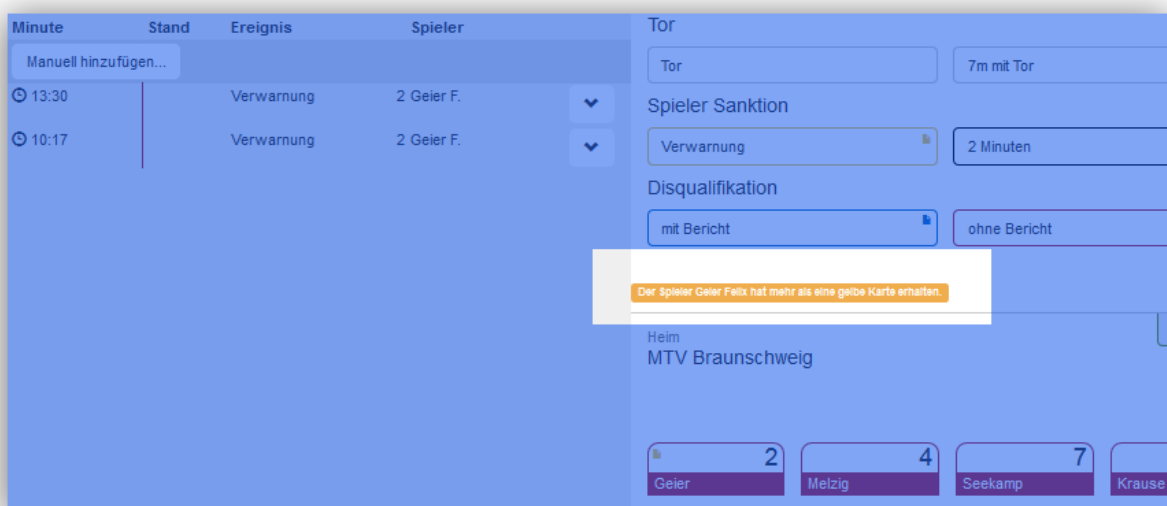 Minute Stand Ereignis Spieler
Manuell hinzufügen...
13:30 Verwarnung 2 Geier F.
10:17 Verwarnung 2 Geier F.
Tor
Tor 7m mit Tor
Spieler Sanktion
Verwarnung 2 Minuten
Disqualifikation
mit Bericht ohne Bericht
Der Spieler Geier Felix hat mehr als eine gelbe Karte erhalten.
Heim
MTV Braunschweig
2 4 7
Geier Melzig Seekamp Krause